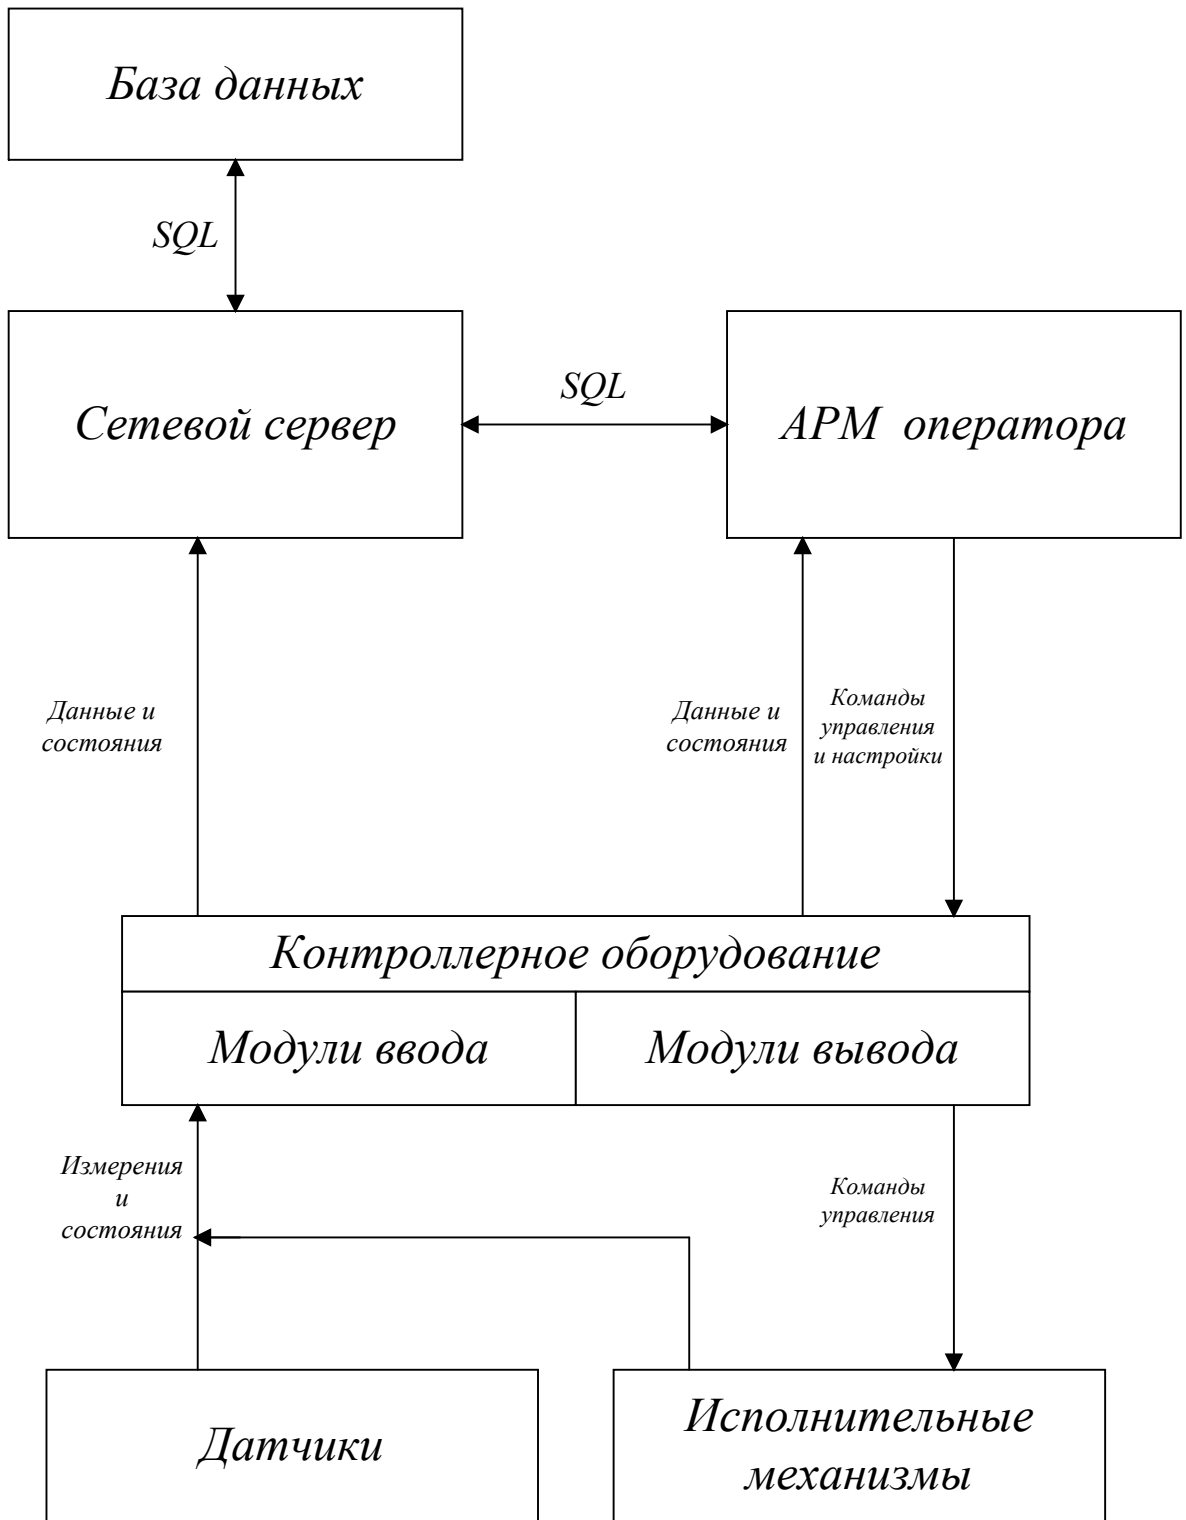 База данных
SQL
Сетевой сервер
SQL
АРМ оператора
Данные и
состояния
Данные и
состояния
Команды
управления
и настройки
Контроллерное оборудование
Модули ввода
Модули вывода
Измерения
и
состояния
Команды
управления
Датчики
Исполнительные
механизмы